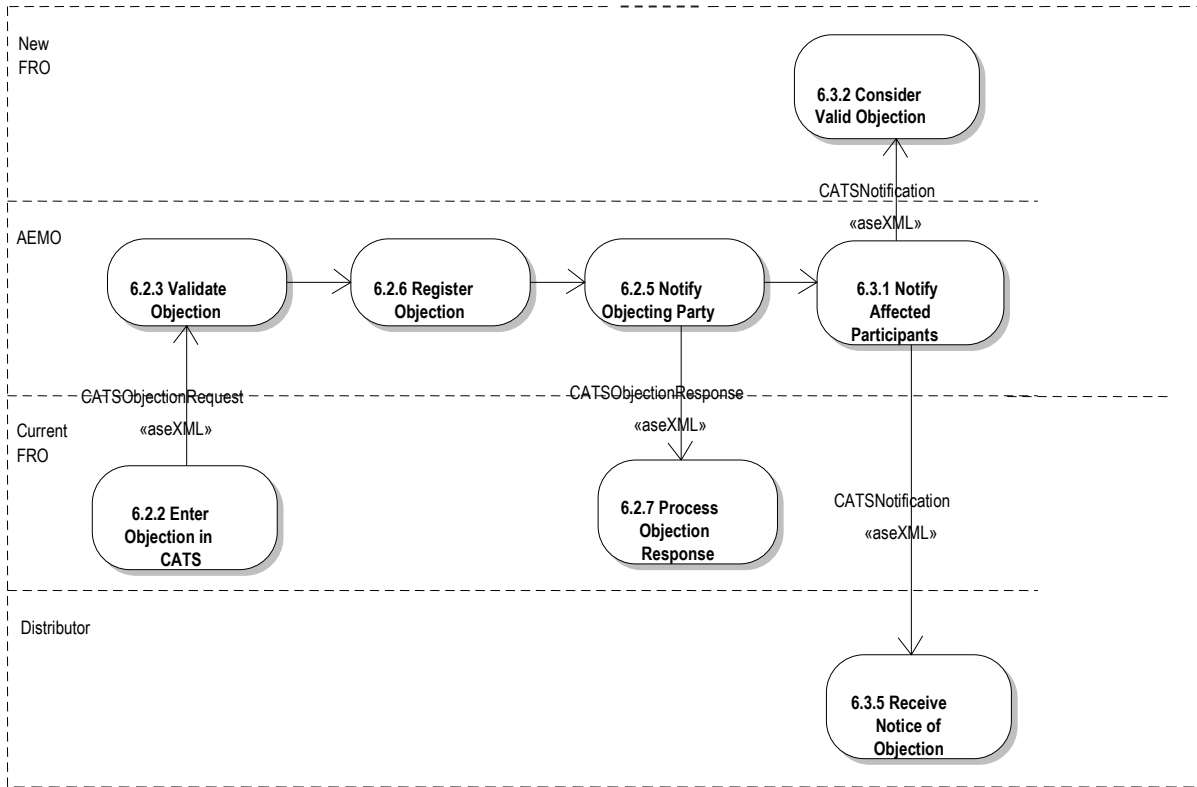 New
FRO
6.3.2 Consider
Valid Objection
CATSNotification
«aseXML»
AEMO
6.2.3 Validate
Objection
6.2.6 Register
Objection
6.2.5 Notify
Objecting Party
6.3.1 Notify
Affected
Participants
CATSObjectionRequest
«aseXML»
CATSObjectionResponse
«aseXML»
Current
FRO
6.2.2 Enter
Objection in
CATS
6.2.7 Process
Objection
Response
CATSNotification
«aseXML»
Distributor
6.3.5 Receive
Notice of
Objection